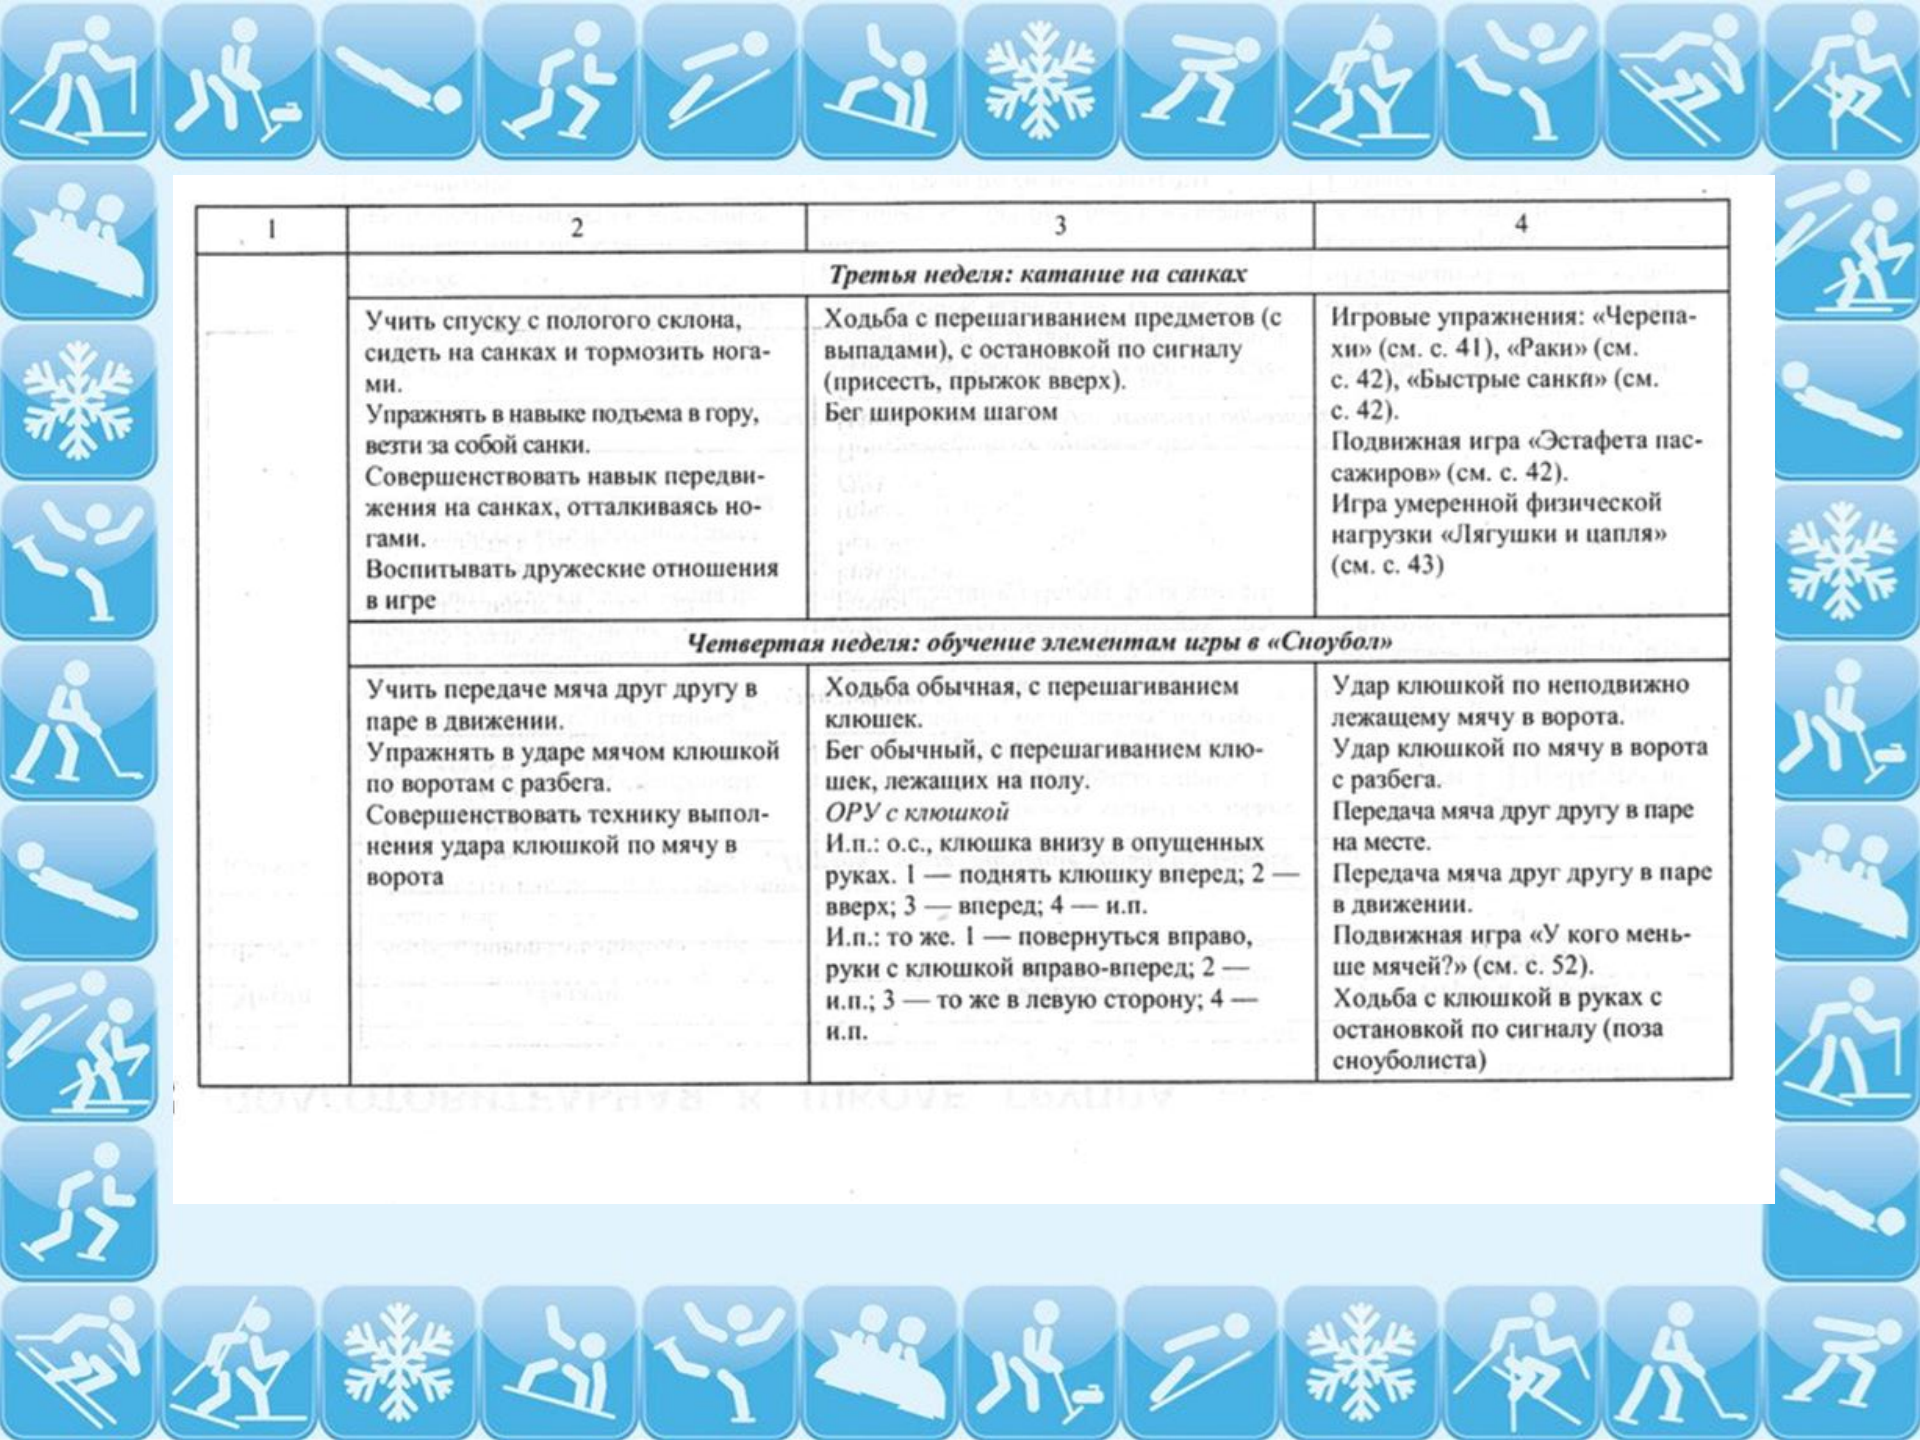 1 2 3 4
Третья неделя: катание на санках
Учить спуску с пологого склона,
сидеть на санках и тормозить нога-
ми.
Упражнять в навыке подъема в гору,
везти за собой санки.
Совершенствовать навык передви-
жения на санках, отталкиваясь но-
гами.
Воспитывать дружеские отношения
в игре
Ходьба с перешагиванием предметов (с
выпадами), с остановкой по сигналу
(присесть, прыжок вверх).
Бег широким шагом
Игровые упражнения: «Черепа-
хи» (см. с. 41), «Раки» (см.
с. 42), «Быстрые санки» (см.
с. 42).
Подвижная игра «Эстафета пас-
сажиров» (см. с. 42).
Игра умеренной физической
нагрузки «Лягушки и цапля»
(см. с. 43)
Четвертая неделя: обучение элементам игры в «Сноубол»
Учить передаче мяча друг другу в
паре в движении.
Упражнять в ударе мячом клюшкой
по воротам с разбега.
Совершенствовать технику выпол-
нения удара клюшкой по мячу в
ворота
Ходьба обычная, с перешагиванием
клюшек.
Бег обычный, с перешагиванием клю-
шек, лежащих на полу.
ОРУ с клюшкой
И.п.: о.с., клюшка внизу в опущенных
руках. 1 — поднять клюшку вперед; 2 —
вверх; 3 — вперед; 4 — и.п.
И.п.: то же. 1 — повернуться вправо,
руки с клюшкой вправо-вперед; 2 —
и.п.; 3 — то же в левую сторону; 4 —
и.п.
Удар клюшкой по неподвижно
лежащему мячу в ворота.
Удар клюшкой по мячу в ворота
с разбега.
Передача мяча друг другу в паре
на месте.
Передача мяча друг другу в паре
в движении.
Подвижная игра «У кого мень-
ше мячей?» (см. с. 52).
Ходьба с клюшкой в руках с
остановкой по сигналу (поза
сноуболиста)